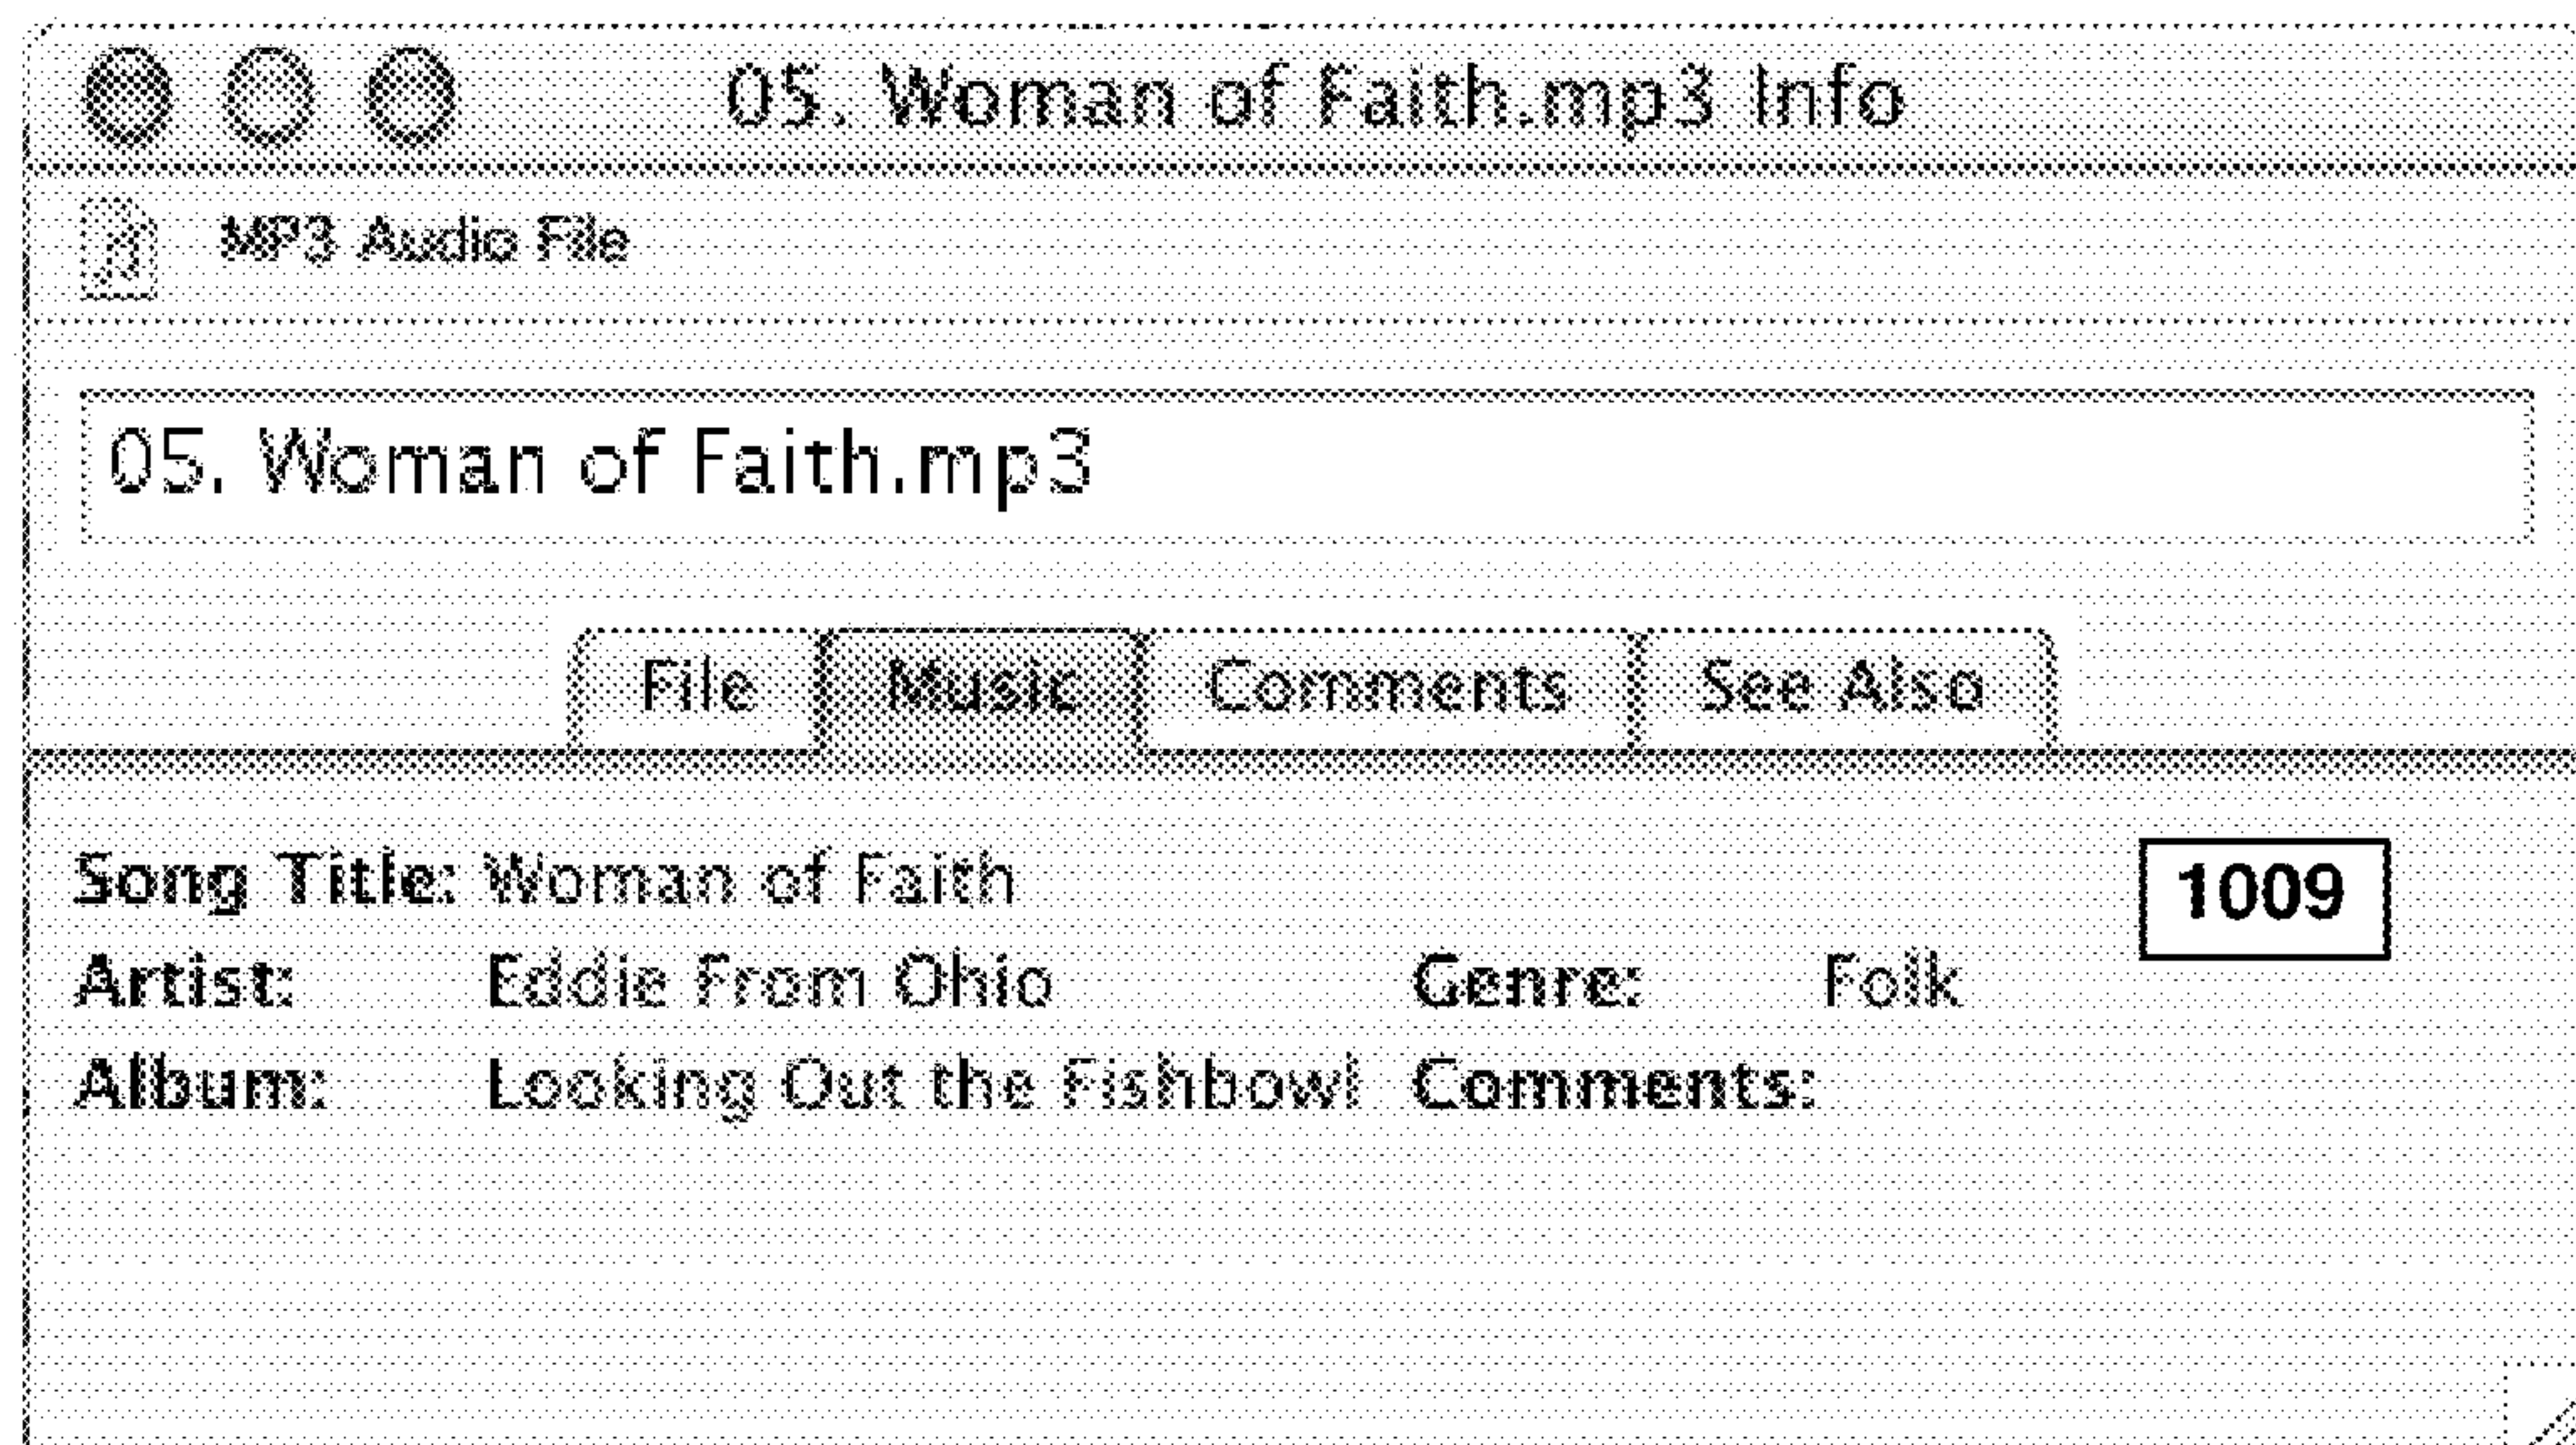 05. Woman of Faith.mp3 Info
MP3 Audio File
05. Woman of Faith.mp3
File Music Comments See Also
Song Title: Woman of Faith
1009
Artist: Eddie From Ohio Genre: Folk
Album: Looking Out the Fishbowl Comments: